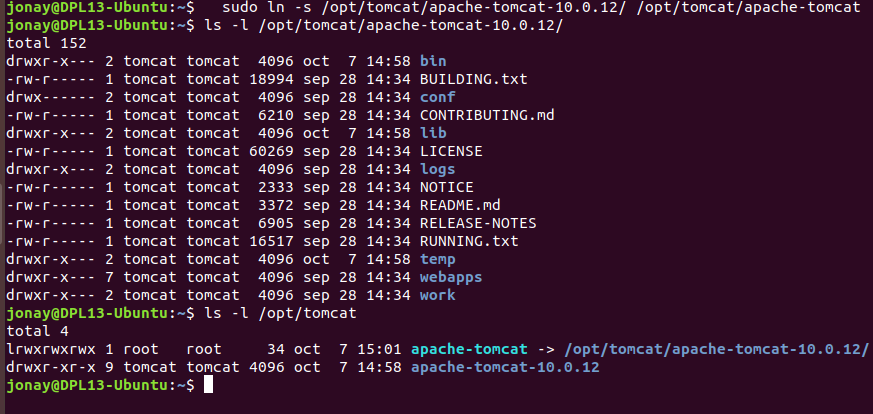 jonay@DPL13-Ubuntu:~$   sudo ln -s /opt/tomcat/apache-tomcat-10.0.12/ /opt/tomcat/apache-tomcat
jonay@DPL13-Ubuntu:~$ ls -l /opt/tomcat/apache-tomcat-10.0.12/
total 152
drwxr-x--- 2 tomcat tomcat  4096 oct  7 14:58 bin
-rw-r----- 1 tomcat tomcat 18994 sep 28 14:34 BUILDING.txt
drwx------ 2 tomcat tomcat  4096 sep 28 14:34 conf
-rw-r----- 1 tomcat tomcat  6210 sep 28 14:34 CONTRIBUTING.md
drwxr-x--- 2 tomcat tomcat  4096 oct  7 14:58 lib
-rw-r----- 1 tomcat tomcat 60269 sep 28 14:34 LICENSE
drwxr-x--- 2 tomcat tomcat  4096 sep 28 14:34 logs
-rw-r----- 1 tomcat tomcat  2333 sep 28 14:34 NOTICE
-rw-r----- 1 tomcat tomcat  3372 sep 28 14:34 README.md
-rw-r----- 1 tomcat tomcat  6905 sep 28 14:34 RELEASE-NOTES
-rw-r----- 1 tomcat tomcat 16517 sep 28 14:34 RUNNING.txt
drwxr-x--- 2 tomcat tomcat  4096 oct  7 14:58 temp
drwxr-x--- 7 tomcat tomcat  4096 sep 28 14:34 webapps
drwxr-x--- 2 tomcat tomcat  4096 sep 28 14:34 work
jonay@DPL13-Ubuntu:~$ ls -l /opt/tomcat
total 4
lrwxrwxrwx 1 root   root     34 oct  7 15:01 apache-tomcat -> /opt/tomcat/apache-tomcat-10.0.12/
drwxr-xr-x 9 tomcat tomcat 4096 oct  7 14:58 apache-tomcat-10.0.12
jonay@DPL13-Ubuntu:~$